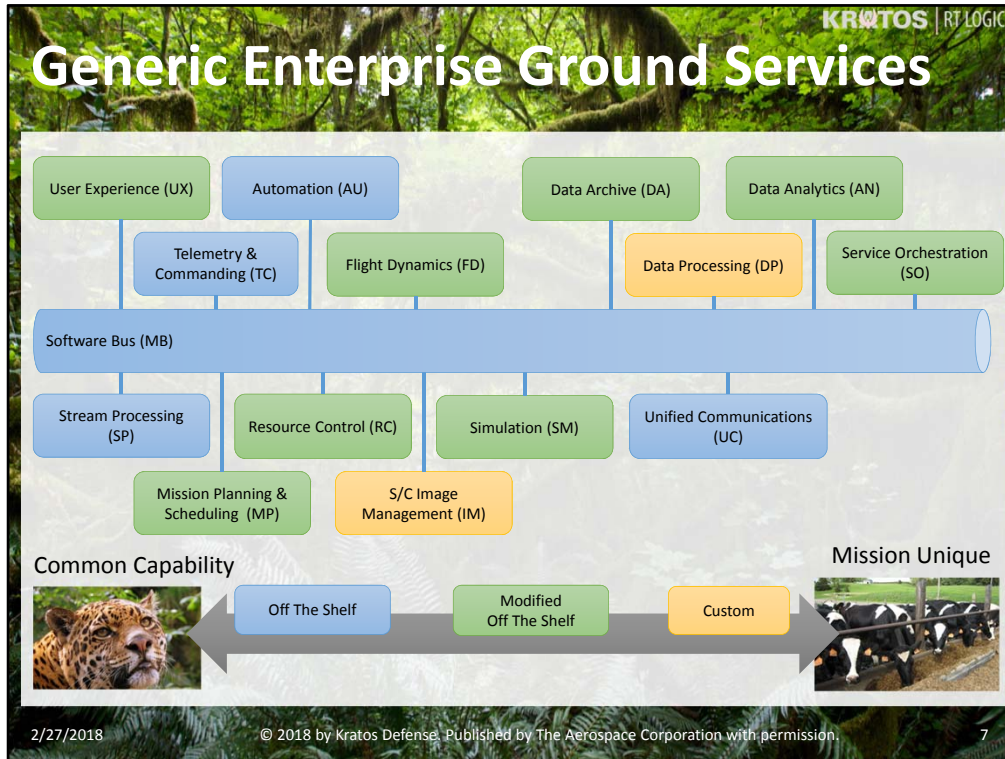 KRATOS | RT LOGIC
Generic Enterprise Ground Services
User Experience (UX)
Automation (AU)
Data Archive (DA)
Data Analytics (AN)
Telemetry &
Commanding (TC)
Flight Dynamics (FD)
Data Processing (DP)
Service Orchestration
(SO)
Software Bus (MB)
Stream Processing
(SP)
Resource Control (RC)
Simulation (SM)
Unified Communications
(UC)
Mission Planning &
Scheduling (MP)
S/C Image
Management (IM)
Common Capability
Mission Unique
Off The Shelf
Modified
Off The Shelf
Custom
2/27/2018
© 2018 by Kratos Defense. Published by The Aerospace Corporation with permission.
7